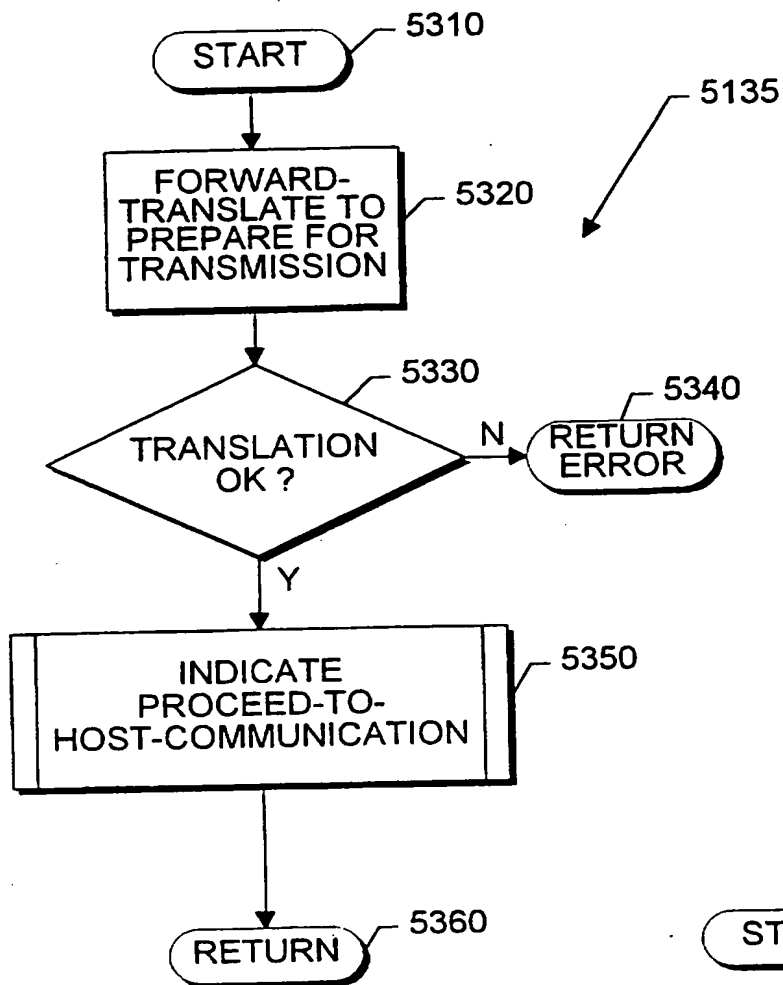 5310
START
5135
FORWARD-
TRANSLATE TO
PREPARE FOR
TRANSMISSION
5320
5330
TRANSLATION
OK ?
N
5340
RETURN
ERROR
Y
INDICATE
PROCEED-TO-
HOST-COMMUNICATION
5350
RETURN
5360